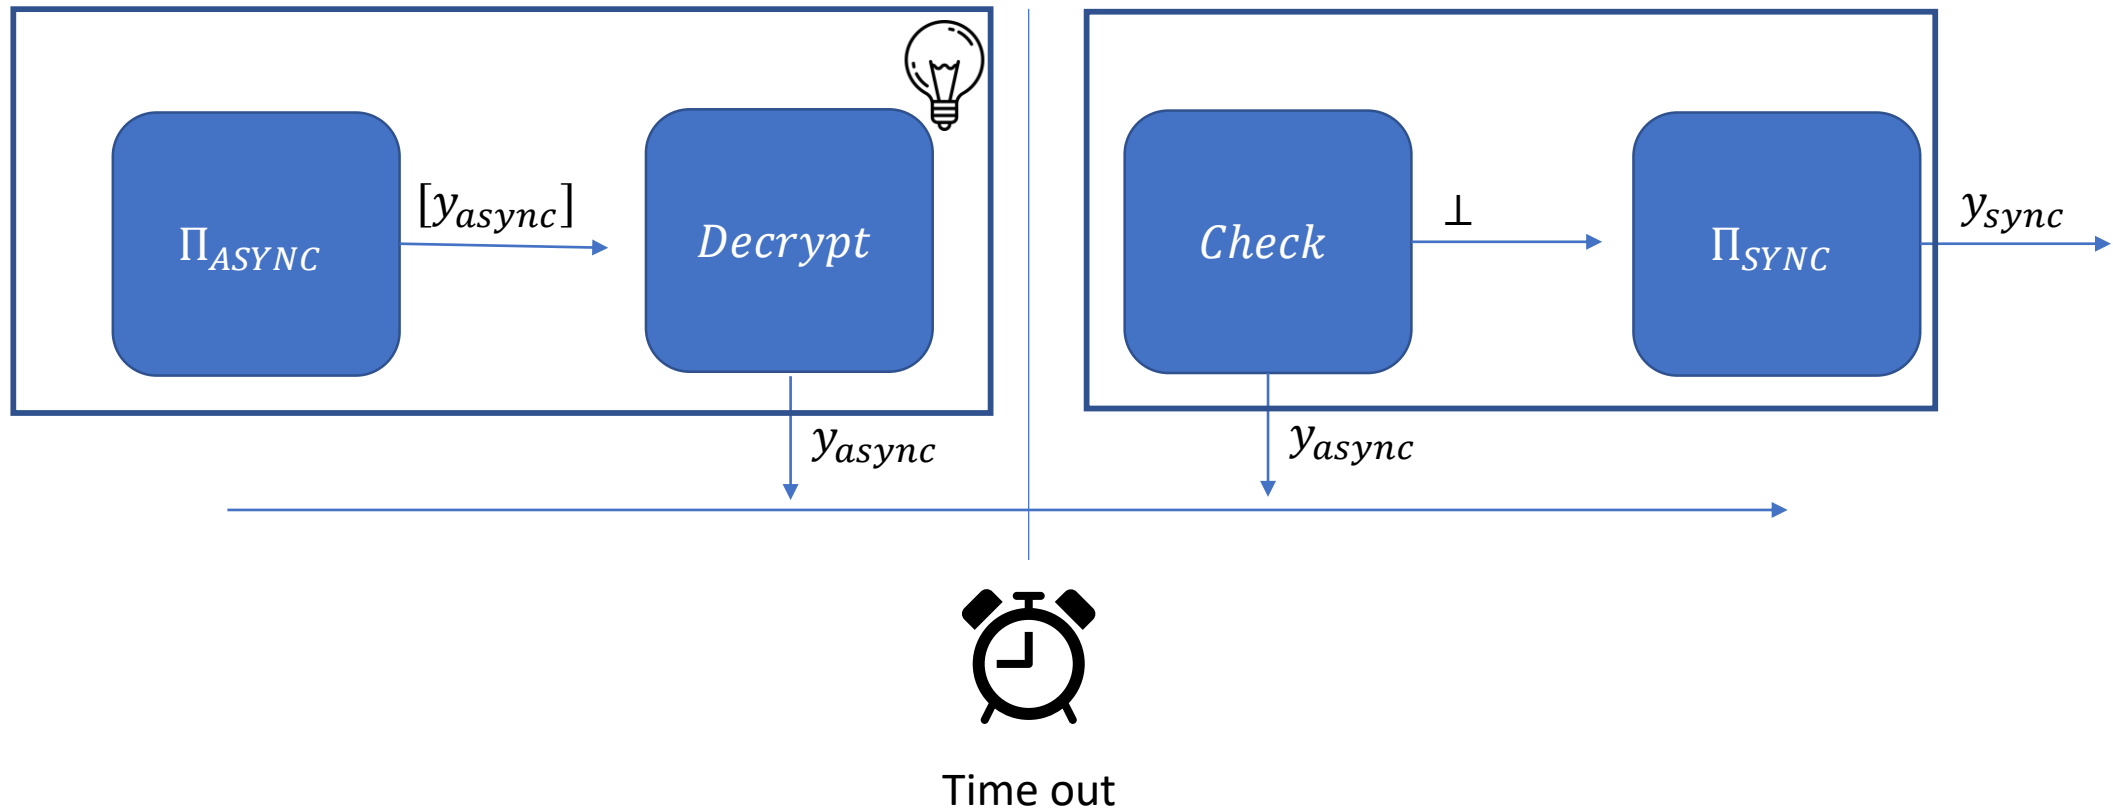 Π_ASYNC
[y_async]
Decrypt
Check
⊥
Π_SYNC
y_sync
y_async
y_async
Time out